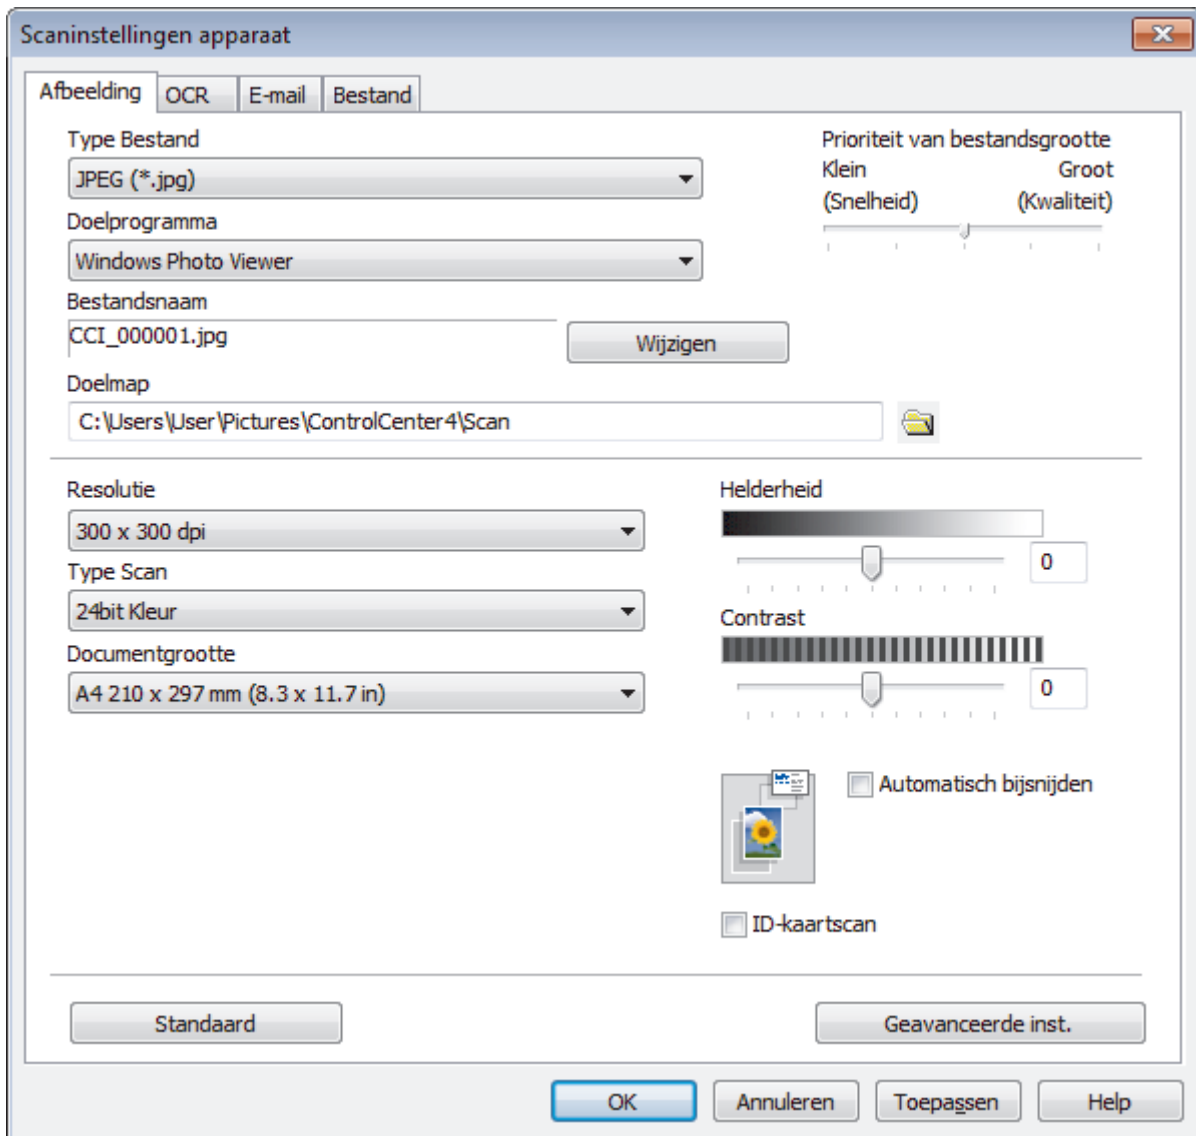 Scaninstellingen apparaat
Afbeelding OCR E-mail Bestand
Type Bestand
JPEG (*.jpg)
Prioriteit van bestandsgrootte
Klein Groot
(Snelheid) (Kwaliteit)
Doelprogramma
Windows Photo Viewer
Bestandsnaam
CCI_000001.jpg
Wijzigen
Doelmap
C:\Users\User\Pictures\ControlCenter4\Scan
Resolutie
300 x 300 dpi
Type Scan
24bit Kleur
Documentgrootte
A4 210 x 297 mm (8.3 x 11.7 in)
Helderheid
0
Contrast
0
Automatisch bijsnijden
ID-kaartscan
Standaard
Geavanceerde inst.
OK Annuleren Toepassen Help